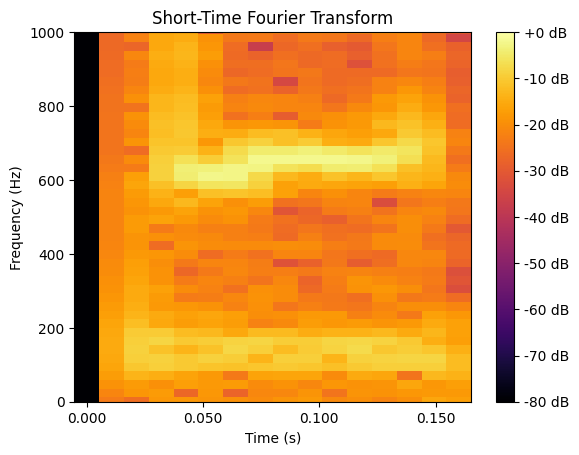 Short-Time Fourier Transform
1000
800
600
400
200
0
Frequency (Hz)
0.000
0.050
0.100
0.150
Time (s)
+0 dB
-10 dB
-20 dB
-30 dB
-40 dB
-50 dB
-60 dB
-70 dB
-80 dB